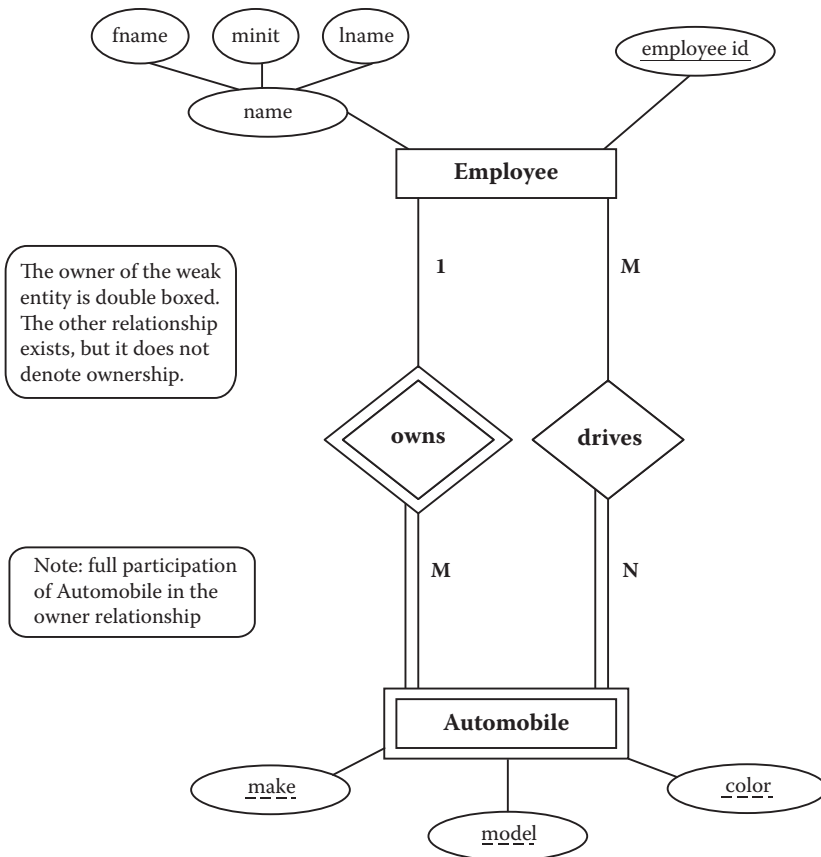 fname
minit
lname
employee id
name
Employee
1
M
The owner of the weak
entity is double boxed.
The other relationship
exists, but it does not
denote ownership.
owns
drives
Note: full participation
of Automobile in the
owner relationship
M
N
Automobile
make
color
model